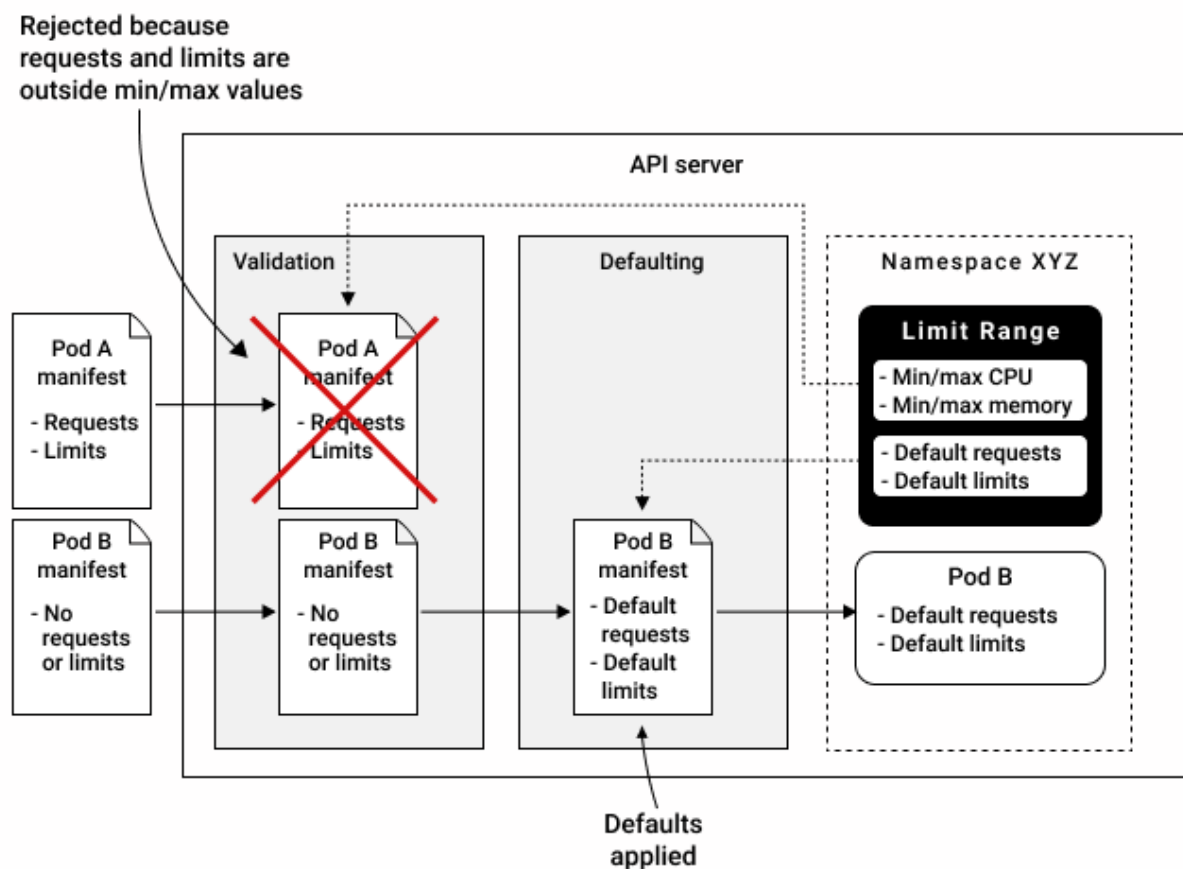 Rejected because
requests and limits are
outside min/max values
API server
Validation
Defaulting
Namespace XYZ
Pod A
manifest
- Requests
- Limits
Pod A
manifest
- Requests
- Limits
Limit Range
- Min/max CPU
- Min/max memory
- Default requests
- Default limits
Pod B
manifest
- No
requests
or limits
Pod B
manifest
- No
requests
or limits
Pod B
manifest
- Default
requests
- Default
limits
Pod B
- Default requests
- Default limits
Defaults
applied